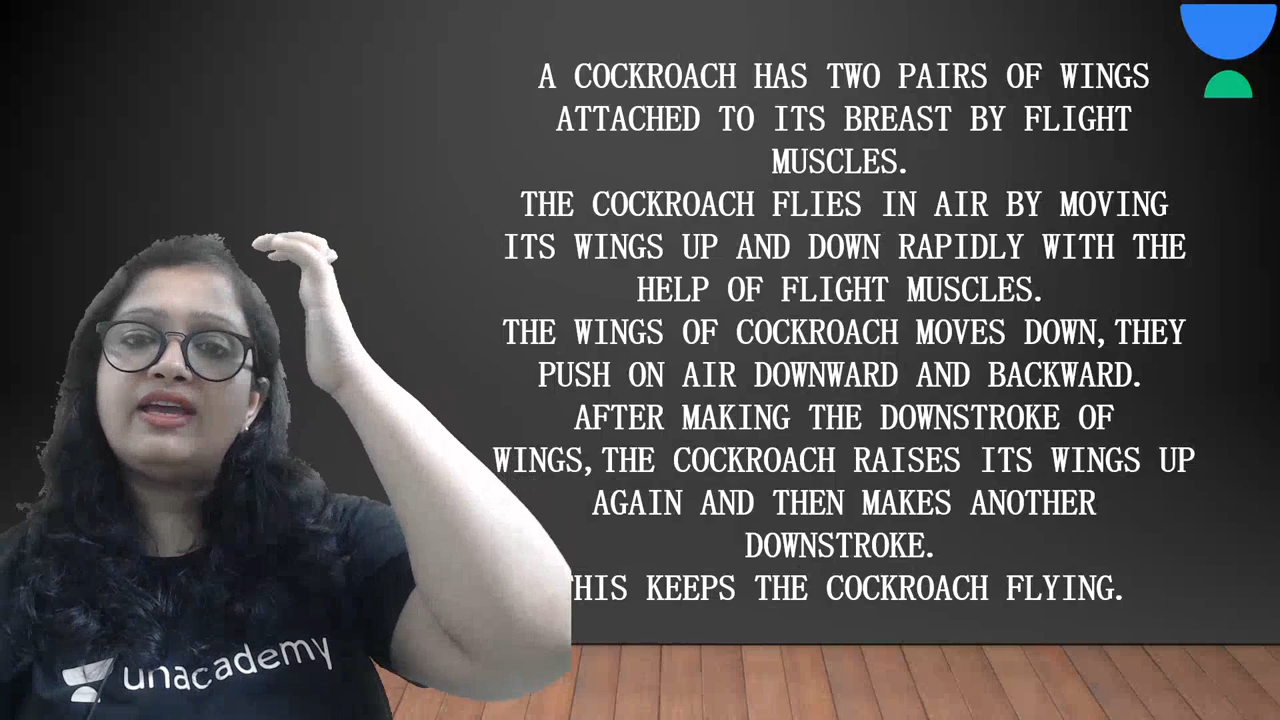 A COCKROACH HAS TWO PAIRS OF WINGS
ATTACHED TO ITS BREAST BY FLIGHT
MUSCLES.
THE COCKROACH FLIES IN AIR BY MOVING
ITS WINGS UP AND DOWN RAPIDLY WITH THE
HELP OF FLIGHT MUSCLES.
THE WINGS OF COCKROACH MOVES DOWN, THEY
PUSH ON AIR DOWNWARD AND BACKWARD.
AFTER MAKING THE DOWNSTROKE OF
WINGS, THE COCKROACH RAISES ITS WINGS UP
AGAIN AND THEN MAKES ANOTHER
DOWNSTROKE.
HIS KEEPS THE COCKROACH FLYING.
unacademy